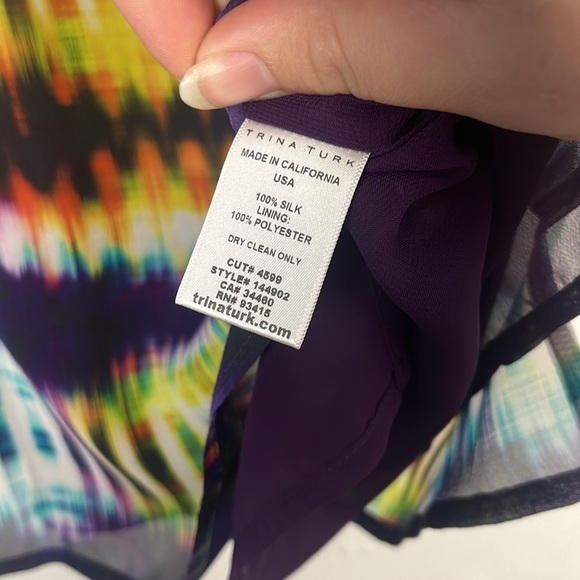 TRINA TURK
MADE IN CALIFORNIA
USA
100% SILK
LINING:
100% POLYESTER
DRY CLEAN ONLY
CUT# 4599
STYLE# 144902
CA# 34460
RN# 93415
trinaturk.com